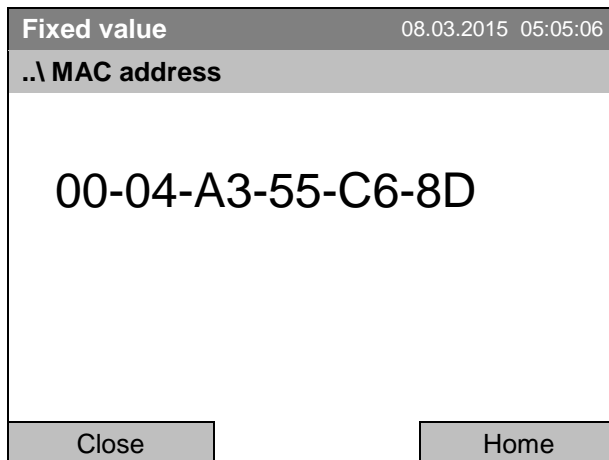 Fixed value 08.03.2015 05:05:06
..\ MAC address
00-04-A3-55-C6-8D
Close Home